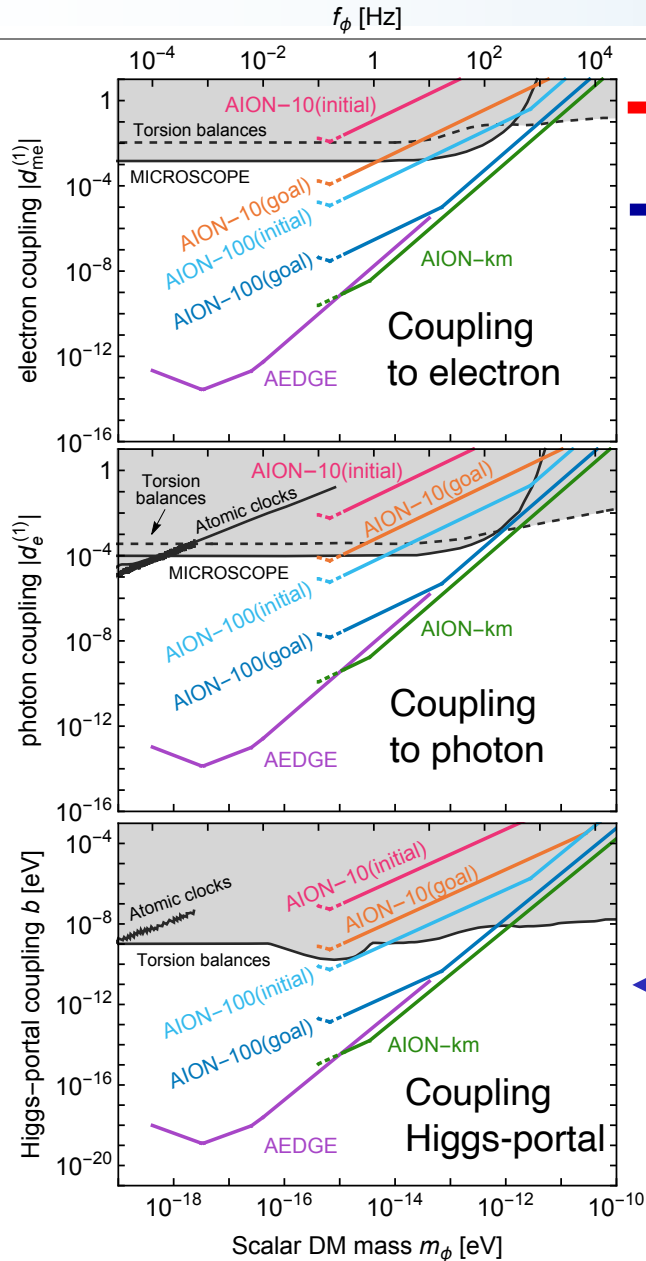 f_ϕ [Hz]
10^-4 10^-2 1 10^2 10^4
electron coupling |d_me^(1)|
1
10^-4
10^-8
10^-12
10^-16
AION-10(initial)
Torsion balances
MICROSCOPE
AION-10(goal)
AION-100(initial)
AION-100(goal)
AION-km
AEDGE
Coupling
to electron
photon coupling |d_e^(1)|
1
10^-4
10^-8
10^-12
10^-16
Torsion
balances
Atomic clocks
AION-10(initial)
AION-10(goal)
MICROSCOPE
AION-100(initial)
AION-100(goal)
AION-km
AEDGE
Coupling
to photon
Higgs-portal coupling b [eV]
10^-4
10^-8
10^-12
10^-16
10^-20
Atomic clocks
AION-10(initial)
AION-10(goal)
Torsion balances
AION-100(initial)
AION-100(goal)
AION-km
AEDGE
Coupling
Higgs-portal
10^-18 10^-16 10^-14 10^-12 10^-10
Scalar DM mass m_ϕ [eV]